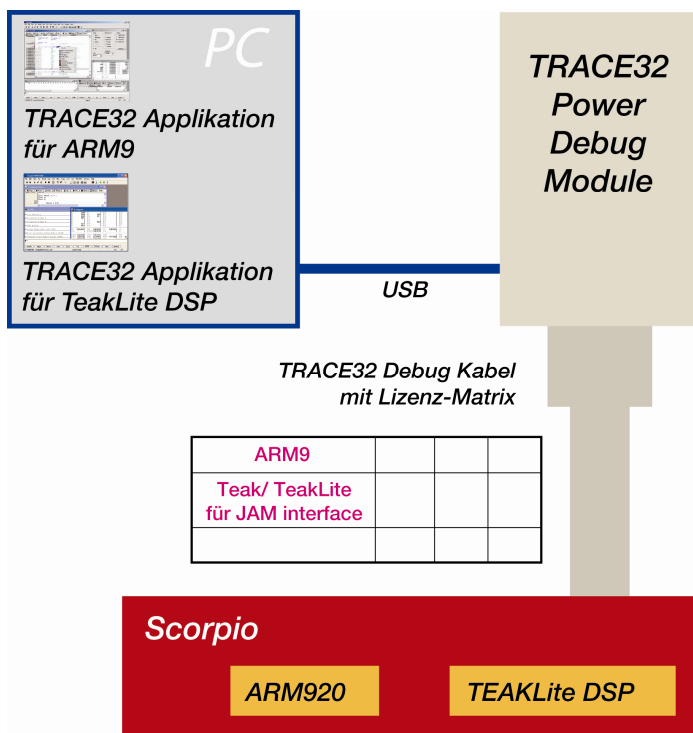 PC
TRACE32 Applikation
für ARM9
TRACE32 Applikation
für TeakLite DSP
TRACE32
Power
Debug
Module
USB
TRACE32 Debug Kabel
mit Lizenz-Matrix
ARM9
Teak/ TeakLite
für JAM interface
Scorpio
ARM920
TEAKLite DSP